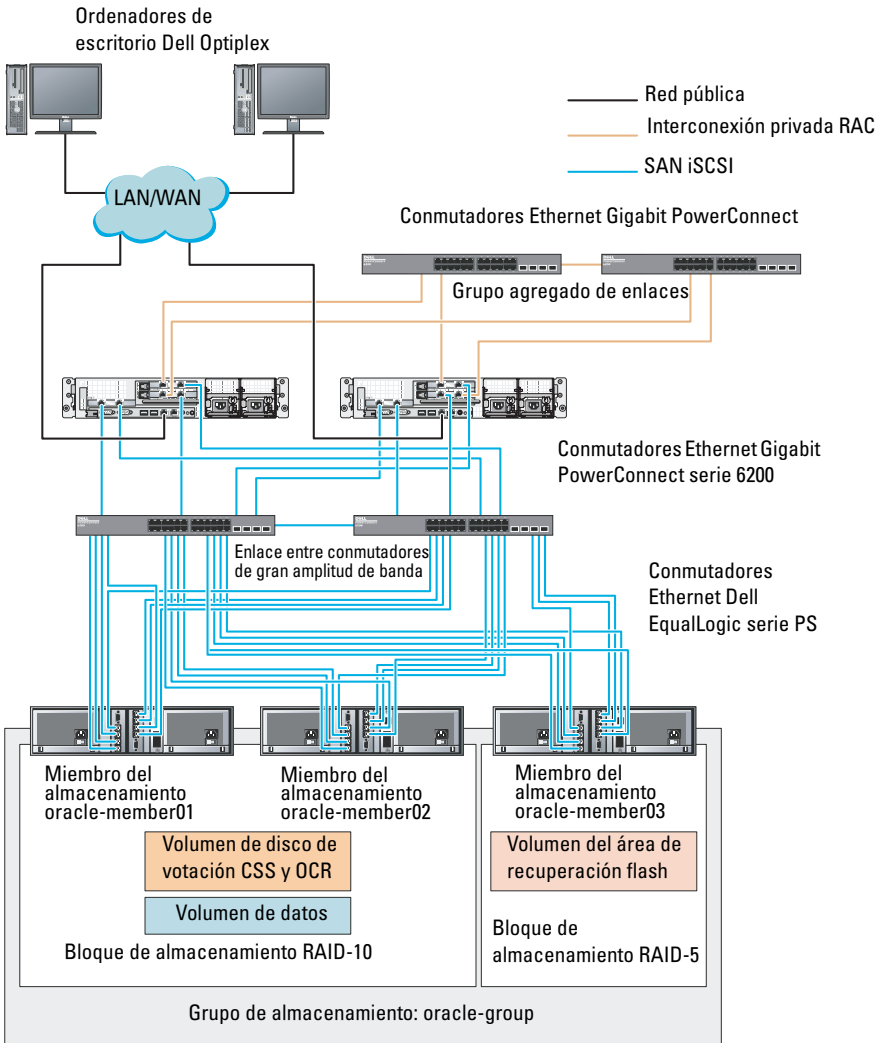 Ordenadores de
escritorio Dell Optiplex
Red pública
Interconexión privada RAC
SAN iSCSI
LAN/WAN
Conmutadores Ethernet Gigabit PowerConnect
Grupo agregado de enlaces
Conmutadores Ethernet Gigabit
PowerConnect serie 6200
Enlace entre conmutadores
de gran amplitud de banda
Conmutadores
Ethernet Dell
EqualLogic serie PS
Miembro del
almacenamiento
oracle-member01
Miembro del
almacenamiento
oracle-member02
Miembro del
almacenamiento
oracle-member03
Volumen de disco de
votación CSS y OCR
Volumen del área de
recuperación flash
Volumen de datos
Bloque de almacenamiento RAID-10
Bloque de
almacenamiento RAID-5
Grupo de almacenamiento: oracle-group